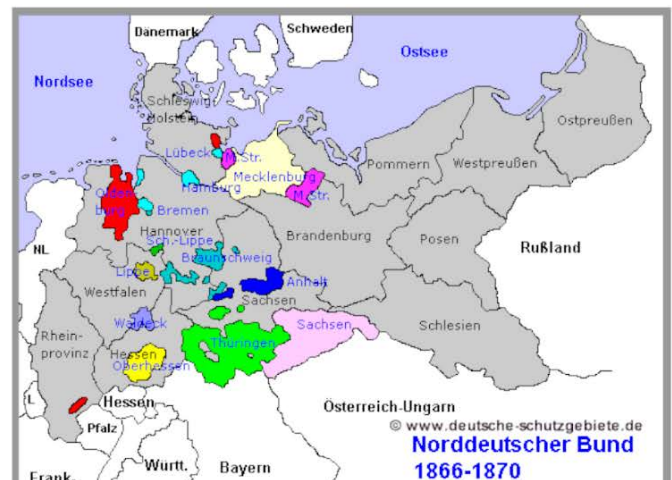 Dänemark
Schweden
Ostsee
Nordsee
Schleswig
Holstein
Ostpreußen
Lübeck
M.Str.
Pommern
Westpreußen
Mecklenburg
Hamburg
M.Str.
Olden-
burg
Bremen
Hannover
Brandenburg
Posen
Rußland
NL
Sch.-Lippe
Braunschweig
Lippe
Anhalt
Westfalen
Sachsen
Waldeck
Sachsen
Schlesien
Rhein-
provinz
Thüringen
Hessen
Oberhessen
L
Hessen
Österreich-Ungarn
Pfalz
© www.deutsche-schutzgebiete.de
Norddeutscher Bund
1866-1870
Frank-
Württ.
Bayern